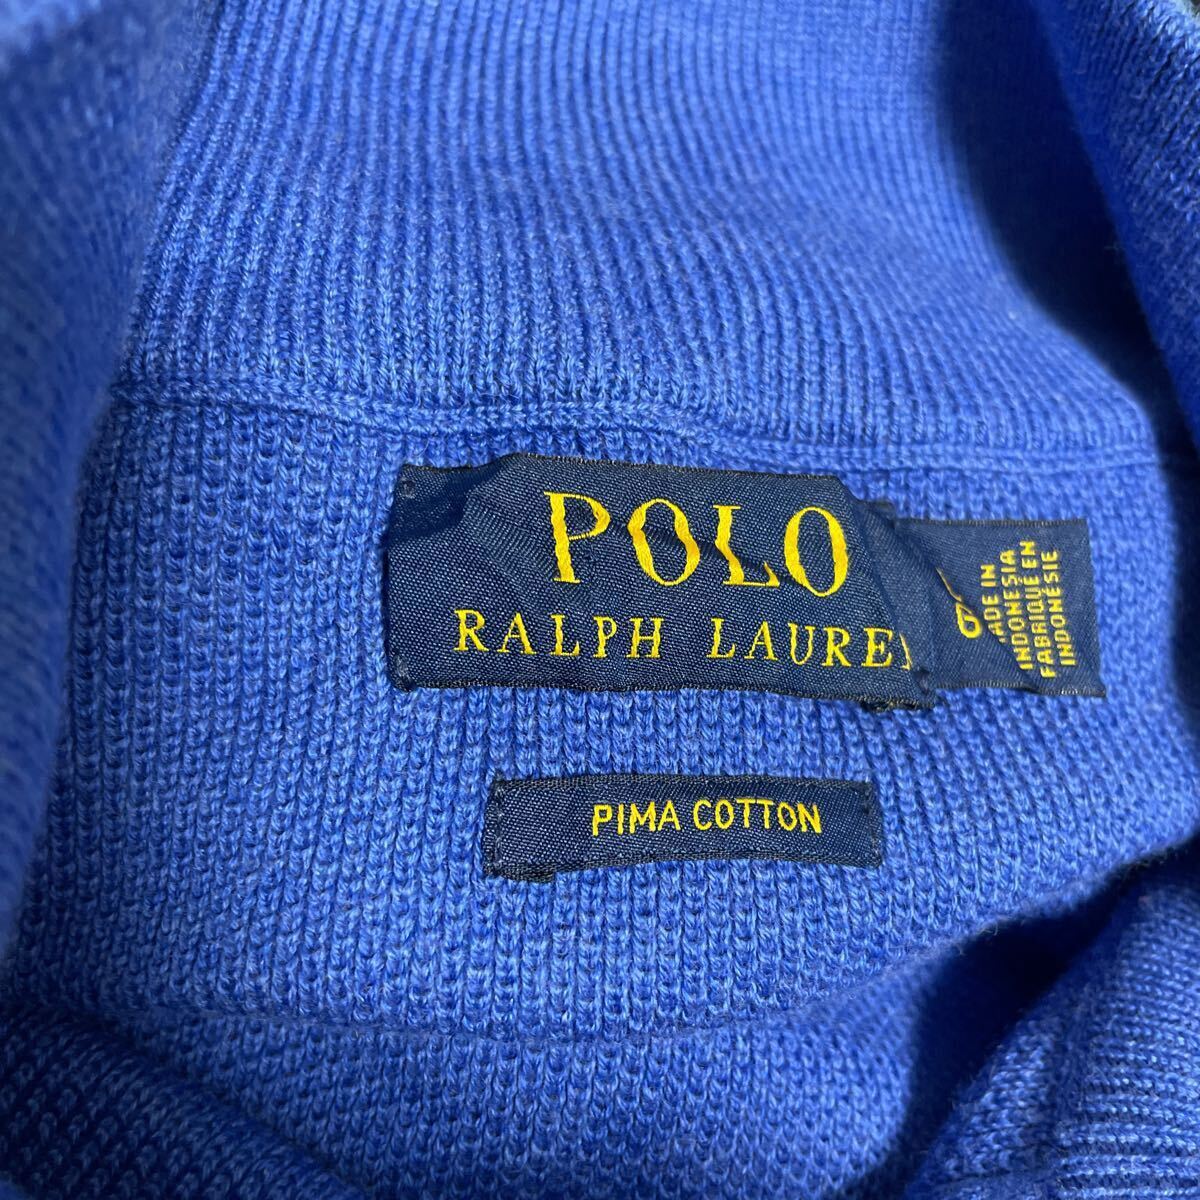 POLO
RALPH LAUREN
MADE IN
INDONESIA
FABRIQUÉ EN
INDONÉSIE
PIMA COTTON